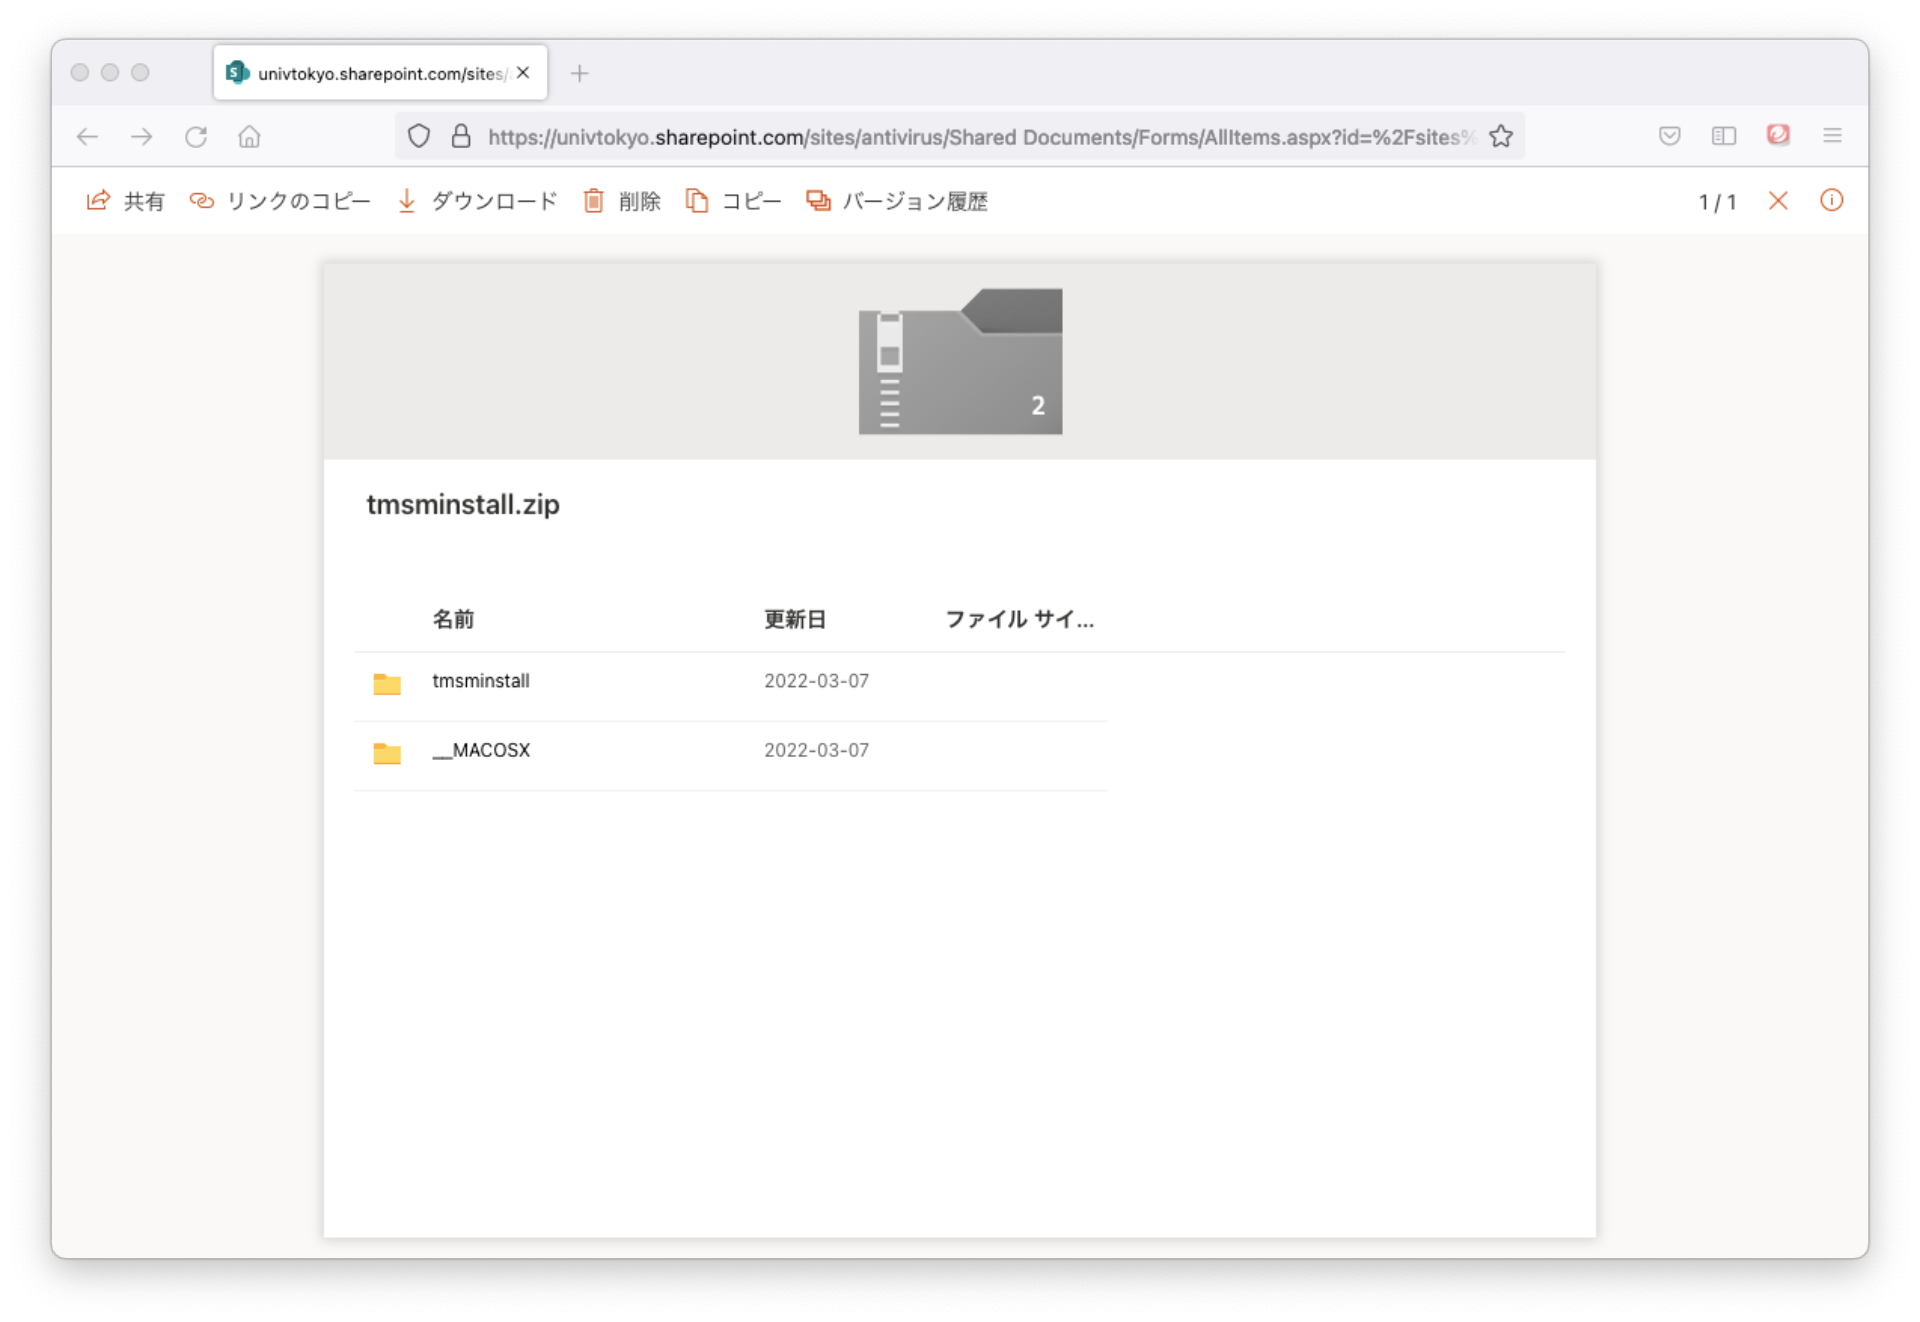 univtokyo.sharepoint.com/sites/
https://univtokyo.sharepoint.com/sites/antivirus/Shared Documents/Forms/AllItems.aspx?id=%2Fsites%
共有 リンクのコピー ダウンロード 削除 コピー バージョン履歴 1 / 1
2
tmsminstall.zip
名前 更新日 ファイル サイ...
tmsminstall 2022-03-07
__MACOSX 2022-03-07